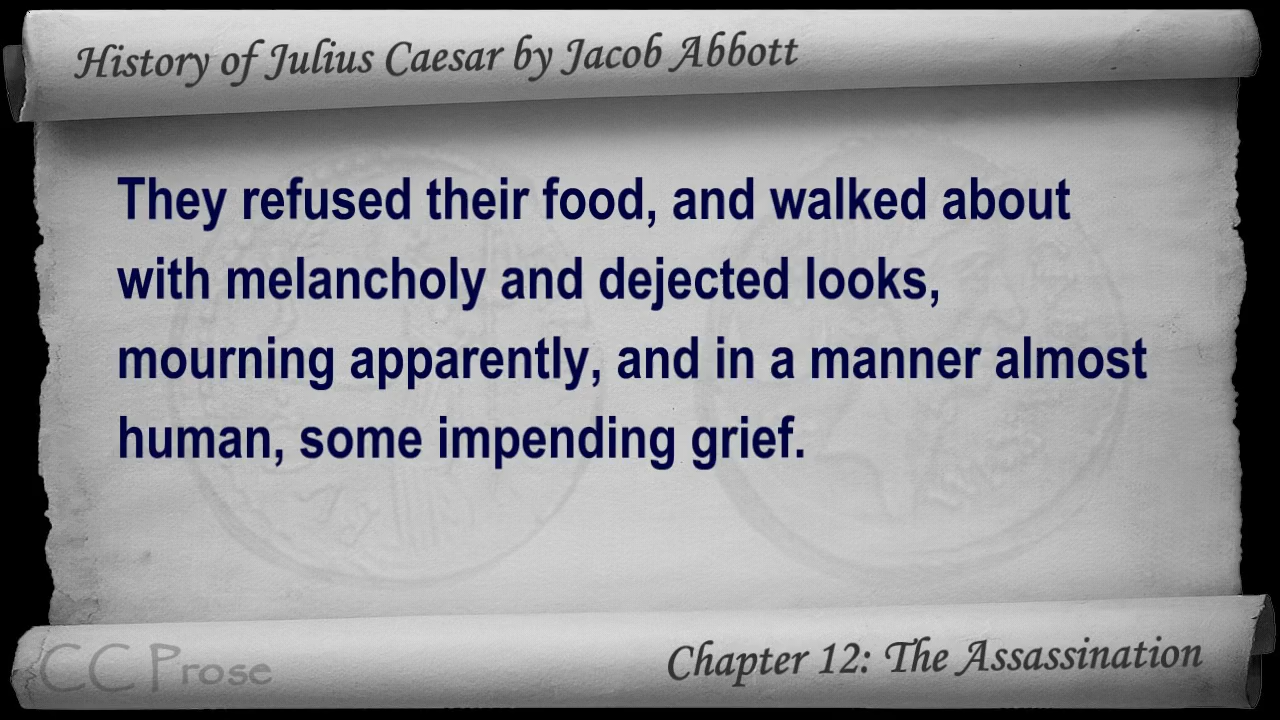 History of Julius Caesar by Jacob Abbott
They refused their food, and walked about
with melancholy and dejected looks,
mourning apparently, and in a manner almost
human, some impending grief.
CC Prose
Chapter 12: The Assassination